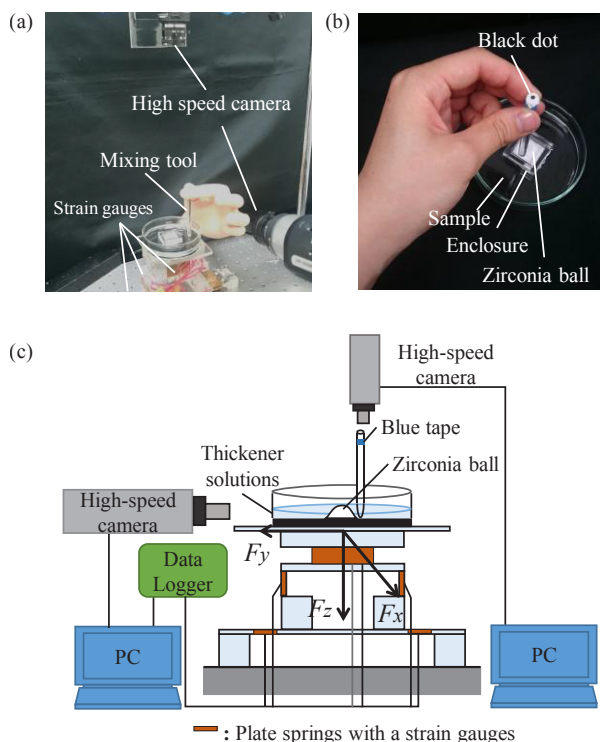 (a)
High speed camera
Mixing tool
Strain gauges
(b)
Black dot
Sample
Enclosure
Zirconia ball
(c)
High-speed
camera
Blue tape
Thickener
solutions
Zirconia ball
High-speed
camera
Data
Logger
Fy
Fz
Fx
PC
PC
: Plate springs with a strain gauges